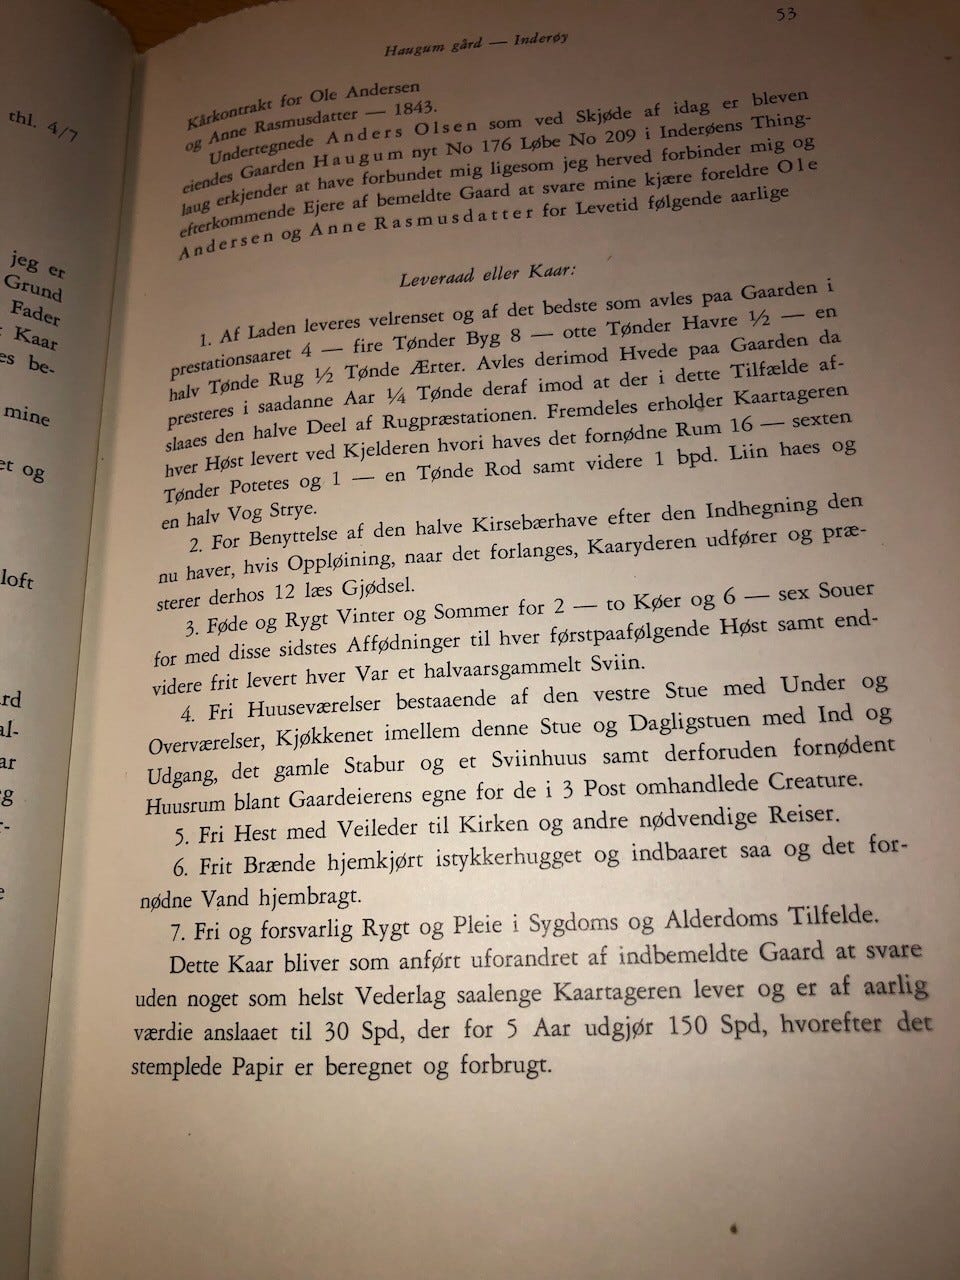 thl. 4/7
jeg er
Grund
Fader
Kaar
es be-
mine
et og
loft
53
Haugum gård — Inderøy
Kårkontrakt for Ole Andersen
og Anne Rasmusdatter — 1843.
Undertegnede Anders Olsen som ved Skjøde af idag er bleven
eiendes Gaarden Haugum nyt No 176 Løbe No 209 i Inderøens Thing-
laug erkjender at have forbundet mig ligesom jeg herved forbinder mig og
efterkommende Ejere af bemeldte Gaard at svare mine kjære foreldre Ole
Andersen og Anne Rasmusdatter for Levetid følgende aarlige
Leveraad eller Kaar:
1. Af Laden leveres velrenset og af det bedste som avles paa Gaarden i
prestationsaaret 4 — fire Tønder Byg 8 — otte Tønder Havre ½ — en
halv Tønde Rug ½ Tønde Ærter. Avles derimod Hvede paa Gaarden da
presteres i saadanne Aar ¼ Tønde deraf imod at der i dette Tilfælde af-
slaaes den halve Deel af Rugpræstationen. Fremdeles erholder Kaartageren
hver Høst levert ved Kjelderen hvori haves det fornødne Rum 16 — sexten
Tønder Potetes og 1 — en Tønde Rod samt videre 1 bpd. Liin haes og
en halv Vog Strye.
2. For Benyttelse af den halve Kirsebærhave efter den Indhegning den
nu haver, hvis Oppløining, naar det forlanges, Kaaryderen udfører og præ-
sterer derhos 12 læs Gjødsel.
3. Føde og Rygt Vinter og Sommer for 2 — to Køer og 6 — sex Souer
for med disse sidstes Affødninger til hver førstpaafølgende Høst samt end-
videre frit levert hver Var et halvaarsgammelt Sviin.
4. Fri Huuseværelser bestaaende af den vestre Stue med Under og
Overværelser, Kjøkkenet imellem denne Stue og Dagligstuen med Ind og
Udgang, det gamle Stabur og et Sviinhuus samt derforuden fornødent
Huusrum blant Gaardeierens egne for de i 3 Post omhandlede Creature.
5. Fri Hest med Veileder til Kirken og andre nødvendige Reiser.
6. Frit Brænde hjemkjørt istykkerhugget og indbaaret saa og det for-
nødne Vand hjembragt.
7. Fri og forsvarlig Rygt og Pleie i Sygdoms og Alderdoms Tilfelde.
Dette Kaar bliver som anført uforandret af indbemeldte Gaard at svare
uden noget som helst Vederlag saalenge Kaartageren lever og er af aarlig
værdie anslaaet til 30 Spd, der for 5 Aar udgjør 150 Spd, hvorefter det
stemplede Papir er beregnet og forbrugt.